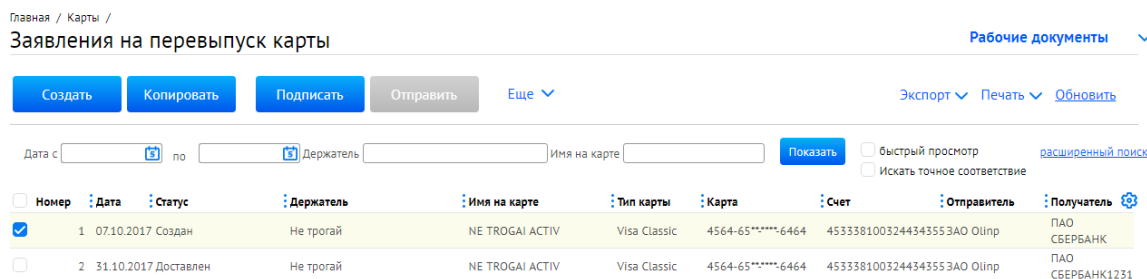 Главная / Карты /
Заявления на перевыпуск карты
Рабочие документы
Создать Копировать Подписать Отправить Еще Экспорт Печать Обновить
Дата с по Держатель Имя на карте Показать быстрый просмотр расширенный поиск
Искать точное соответствие
Номер Дата Статус Держатель Имя на карте Тип карты Карта Счет Отправитель Получатель
1 07.10.2017 Создан Не трогай NE TROGAI ACTIV Visa Classic 4564-65**-****-6464 45333810032443435 53АО Olinp ПАО
СБЕРБАНК
2 31.10.2017 Доставлен Не трогай NE TROGAI ACTIV Visa Classic 4564-65**-****-6464 45333810032443435 53АО Olinp ПАО
СБЕРБАНК1231